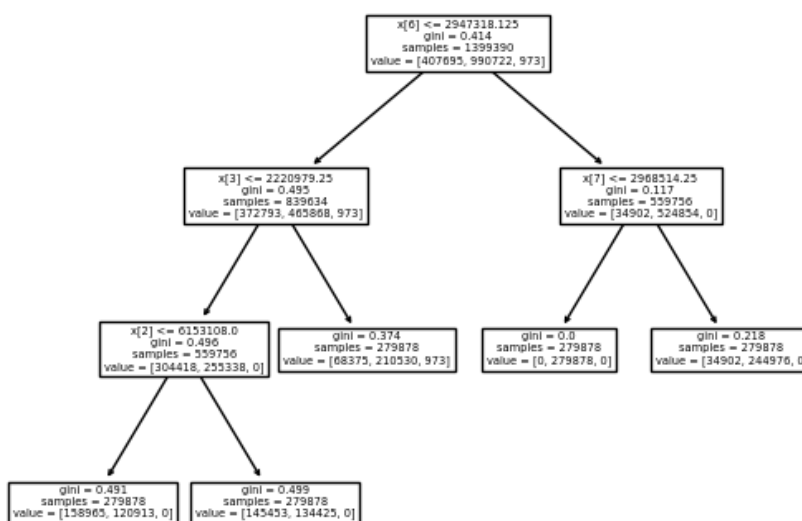 x[6] <= 2947318.125
gini = 0.414
samples = 1399390
value = [407695, 990722, 973]
x[3] <= 2220979.25
gini = 0.495
samples = 839634
value = [372793, 465868, 973]
x[7] <= 2968514.25
gini = 0.117
samples = 559756
value = [34902, 524854, 0]
x[2] <= 6153108.0
gini = 0.496
samples = 559756
value = [304418, 255338, 0]
gini = 0.374
samples = 279878
value = [68375, 210530, 973]
gini = 0.0
samples = 279878
value = [0, 279878, 0]
gini = 0.218
samples = 279878
value = [34902, 244976, 0
gini = 0.491
samples = 279878
value = [158965, 120913, 0]
gini = 0.499
samples = 279878
value = [145453, 134425, 0]